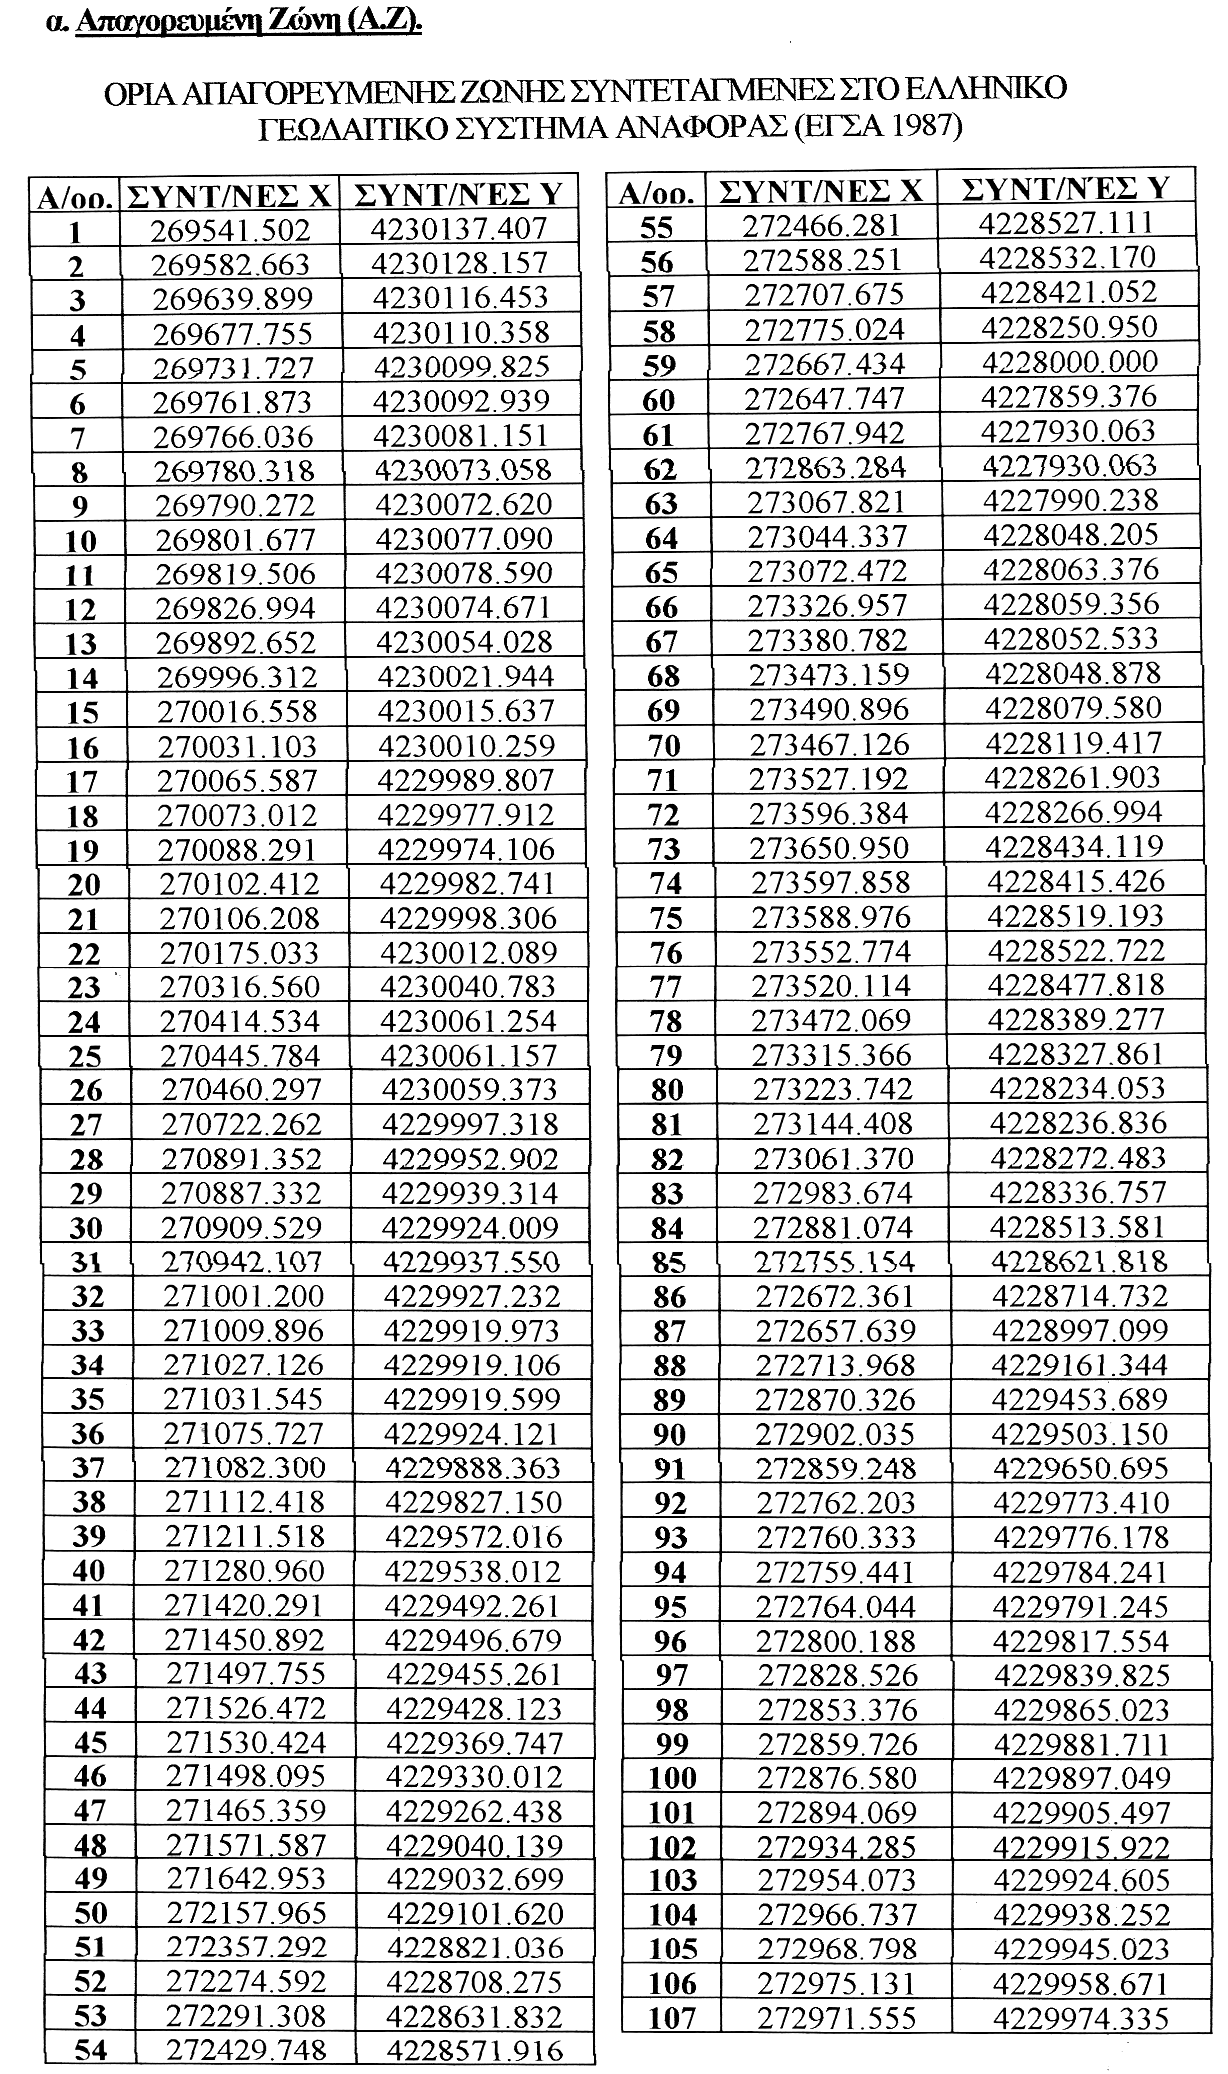 α. Απαγορευμένη Ζώνη (Α.Ζ).
ΟΡΙΑ ΑΠΑΓΟΡΕΥΜΕΝΗΣ ΖΩΝΗΣ ΣΥΝΤΕΤΑΓΜΕΝΕΣ ΣΤΟ ΕΛΛΗΝΙΚΟ
ΓΕΩΔΑΙΤΙΚΟ ΣΥΣΤΗΜΑ ΑΝΑΦΟΡΑΣ (ΕΓΣΑ 1987)
Α/οο. ΣΥΝΤ/ΝΕΣ Χ ΣΥΝΤ/ΝΈΣ Υ
1 269541.502 4230137.407
2 269582.663 4230128.157
3 269639.899 4230116.453
4 269677.755 4230110.358
5 269731.727 4230099.825
6 269761.873 4230092.939
7 269766.036 4230081.151
8 269780.318 4230073.058
9 269790.272 4230072.620
10 269801.677 4230077.090
11 269819.506 4230078.590
12 269826.994 4230074.671
13 269892.652 4230054.028
14 269996.312 4230021.944
15 270016.558 4230015.637
16 270031.103 4230010.259
17 270065.587 4229989.807
18 270073.012 4229977.912
19 270088.291 4229974.106
20 270102.412 4229982.741
21 270106.208 4229998.306
22 270175.033 4230012.089
23 270316.560 4230040.783
24 270414.534 4230061.254
25 270445.784 4230061.157
26 270460.297 4230059.373
27 270722.262 4229997.318
28 270891.352 4229952.902
29 270887.332 4229939.314
30 270909.529 4229924.009
31 270942.107 4229937.550
32 271001.200 4229927.232
33 271009.896 4229919.973
34 271027.126 4229919.106
35 271031.545 4229919.599
36 271075.727 4229924.121
37 271082.300 4229888.363
38 271112.418 4229827.150
39 271211.518 4229572.016
40 271280.960 4229538.012
41 271420.291 4229492.261
42 271450.892 4229496.679
43 271497.755 4229455.261
44 271526.472 4229428.123
45 271530.424 4229369.747
46 271498.095 4229330.012
47 271465.359 4229262.438
48 271571.587 4229040.139
49 271642.953 4229032.699
50 272157.965 4229101.620
51 272357.292 4228821.036
52 272274.592 4228708.275
53 272291.308 4228631.832
54 272429.748 4228571.916
Α/οο. ΣΥΝΤ/ΝΕΣ Χ ΣΥΝΤ/ΝΈΣ Υ
55 272466.281 4228527.111
56 272588.251 4228532.170
57 272707.675 4228421.052
58 272775.024 4228250.950
59 272667.434 4228000.000
60 272647.747 4227859.376
61 272767.942 4227930.063
62 272863.284 4227930.063
63 273067.821 4227990.238
64 273044.337 4228048.205
65 273072.472 4228063.376
66 273326.957 4228059.356
67 273380.782 4228052.533
68 273473.159 4228048.878
69 273490.896 4228079.580
70 273467.126 4228119.417
71 273527.192 4228261.903
72 273596.384 4228266.994
73 273650.950 4228434.119
74 273597.858 4228415.426
75 273588.976 4228519.193
76 273552.774 4228522.722
77 273520.114 4228477.818
78 273472.069 4228389.277
79 273315.366 4228327.861
80 273223.742 4228234.053
81 273144.408 4228236.836
82 273061.370 4228272.483
83 272983.674 4228336.757
84 272881.074 4228513.581
85 272755.154 4228621.818
86 272672.361 4228714.732
87 272657.639 4228997.099
88 272713.968 4229161.344
89 272870.326 4229453.689
90 272902.035 4229503.150
91 272859.248 4229650.695
92 272762.203 4229773.410
93 272760.333 4229776.178
94 272759.441 4229784.241
95 272764.044 4229791.245
96 272800.188 4229817.554
97 272828.526 4229839.825
98 272853.376 4229865.023
99 272859.726 4229881.711
100 272876.580 4229897.049
101 272894.069 4229905.497
102 272934.285 4229915.922
103 272954.073 4229924.605
104 272966.737 4229938.252
105 272968.798 4229945.023
106 272975.131 4229958.671
107 272971.555 4229974.335